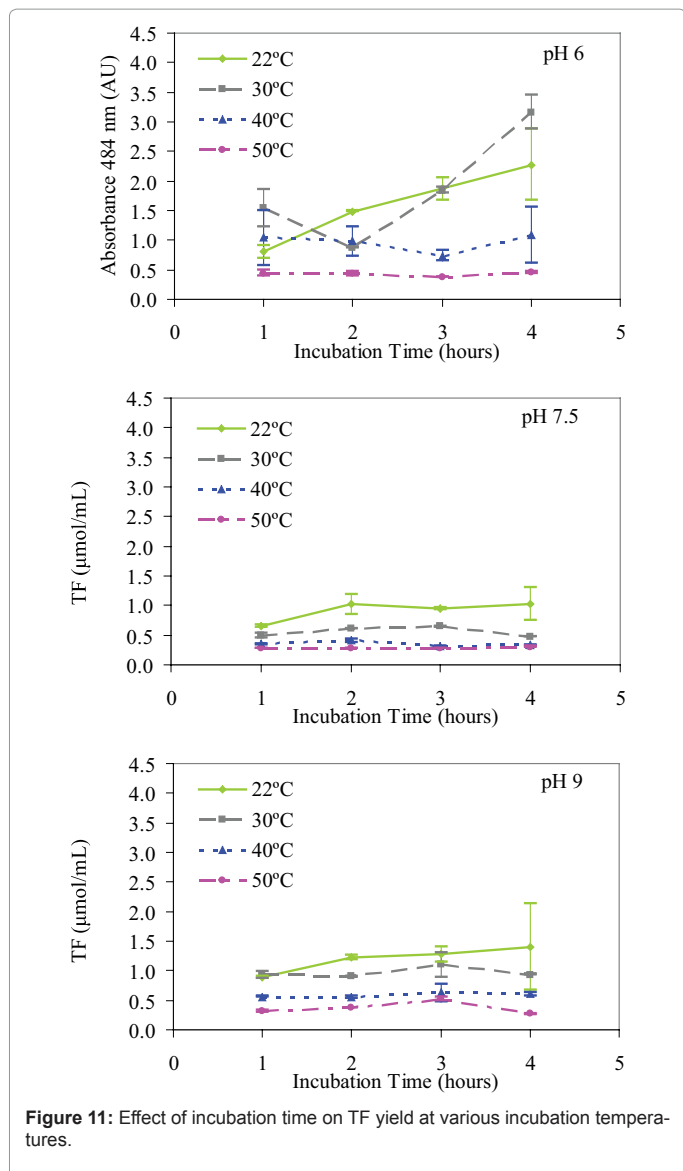 pH 6
22ºC
30ºC
40ºC
50ºC
Absorbance 484 nm (AU)
4.5
4.0
3.5
3.0
2.5
2.0
1.5
1.0
0.5
0.0
0 1 2 3 4 5
Incubation Time (hours)
pH 7.5
22ºC
30ºC
40ºC
50ºC
TF (µmol/mL)
4.5
4.0
3.5
3.0
2.5
2.0
1.5
1.0
0.5
0.0
0 1 2 3 4 5
Incubation Time (hours)
pH 9
22ºC
30ºC
40ºC
50ºC
TF (µmol/mL)
4.5
4.0
3.5
3.0
2.5
2.0
1.5
1.0
0.5
0.0
0 1 2 3 4 5
Incubation Time (hours)
Figure 11: Effect of incubation time on TF yield at various incubation tempera-
tures.